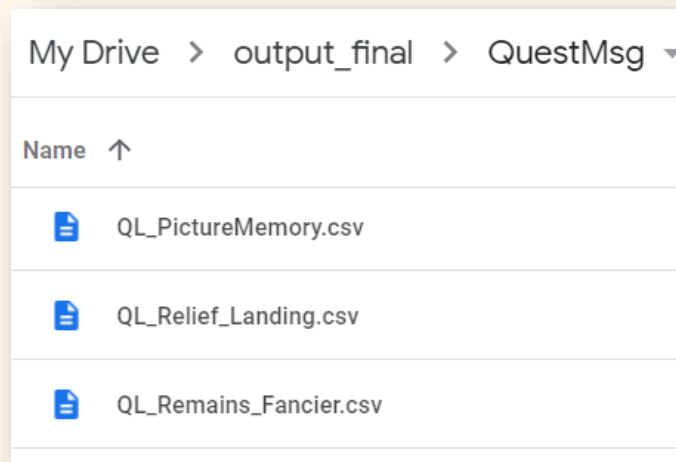 My Drive > output_final > QuestMsg
Name
QL_PictureMemory.csv
QL_Relief_Landing.csv
QL_Remains_Fancier.csv